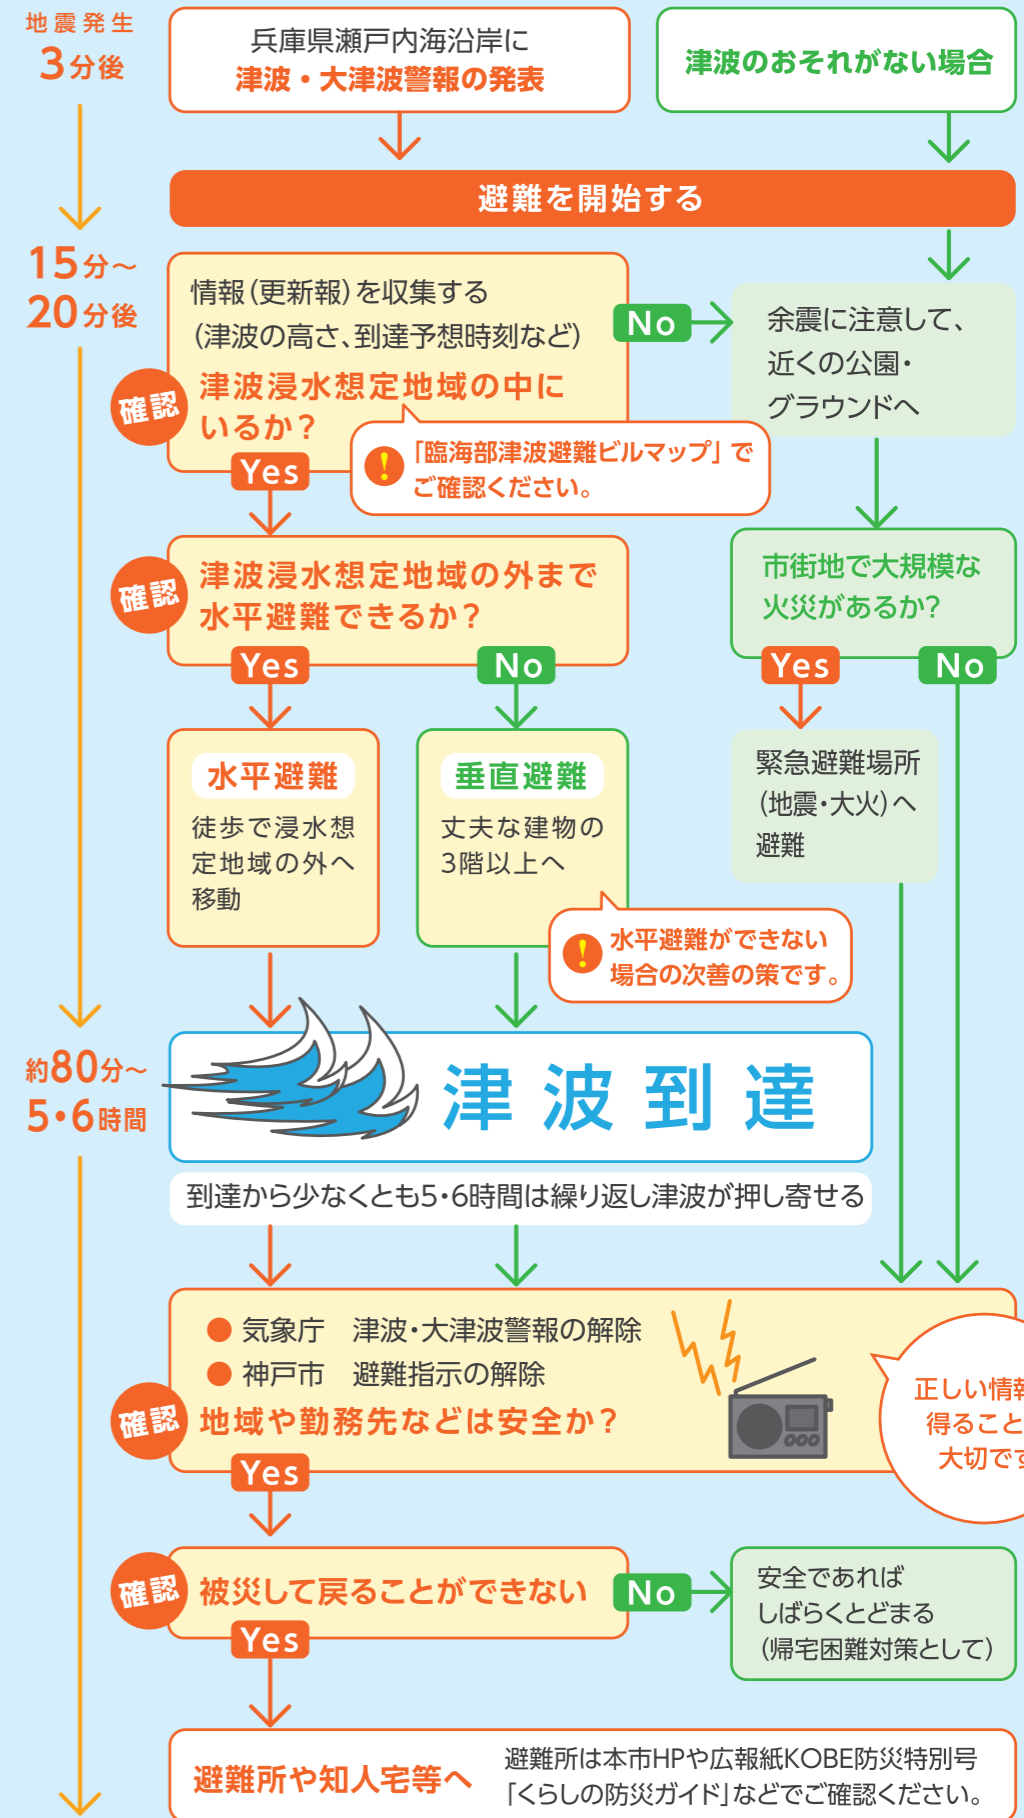 地震発生
3分後
兵庫県瀬戸内海沿岸に
津波・大津波警報の発表
津波のおそれがない場合
避難を開始する
15分～
20分後
情報（更新報）を収集する
（津波の高さ、到達予想時刻など）
確認
津波浸水想定地域の中に
いるか？
No
余震に注意して、
近くの公園・
グラウンドへ
「臨海部津波避難ビルマップ」で
ご確認ください。
Yes
確認
津波浸水想定地域の外まで
水平避難できるか？
Yes
No
市街地で大規模な
火災があるか？
Yes
No
水平避難
徒歩で浸水想
定地域の外へ
移動
垂直避難
丈夫な建物の
3階以上へ
水平避難ができない
場合の次善の策です。
緊急避難場所
（地震・大火）へ
避難
約80分～
5・6時間
津波到達
到達から少なくとも5・6時間は繰り返し津波が押し寄せる
● 気象庁　津波・大津波警報の解除
● 神戸市　避難指示の解除
確認
地域や勤務先などは安全か？
正しい情報
得ること
大切です
Yes
確認
被災して戻ることができない
No
安全であれば
しばらくとどまる
（帰宅困難対策として）
Yes
避難所や知人宅等へ
避難所は本市HPや広報紙KOBE防災特別号
「くらしの防災ガイド」などでご確認ください。